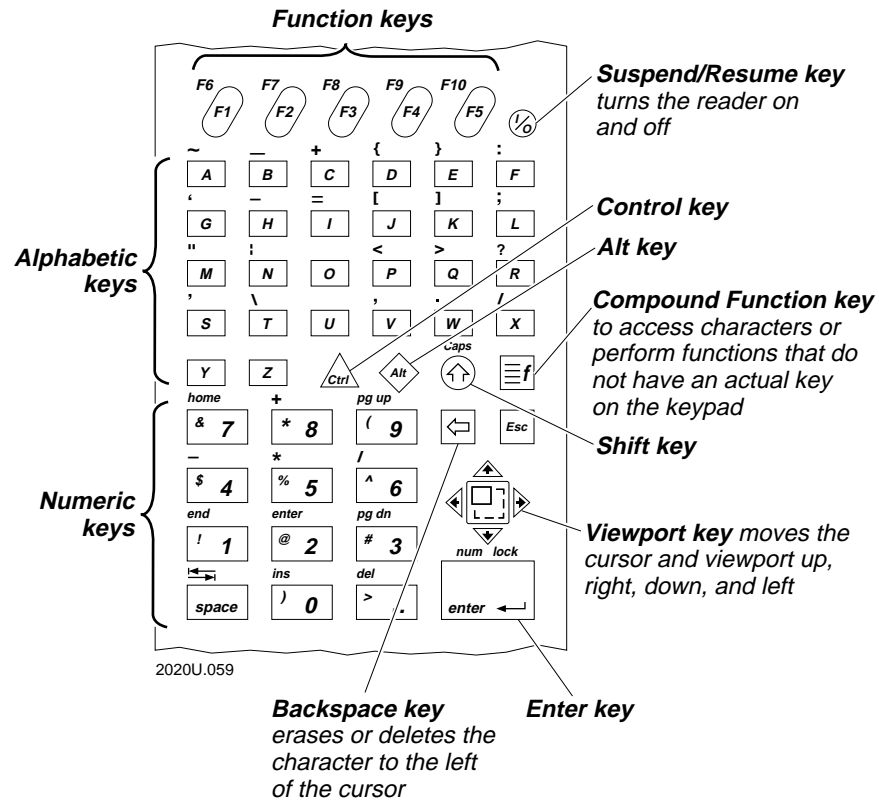 Function keys
F6 F7 F8 F9 F10
F1 F2 F3 F4 F5
I/O
Suspend/Resume key
turns the reader on
and off
~ _ + { } :
A B C D E F
‘ – = [ ] ;
G H I J K L
" ¦ < > ?
M N O P Q R
’ \ , . /
S T U V W X
Caps
Y Z Ctrl Alt f
Alphabetic
keys
Control key
Alt key
Compound Function key
to access characters or
perform functions that do
not have an actual key
on the keypad
Shift key
home + pg up
& 7 * 8 ( 9 Esc
– * /
$ 4 % 5 ^ 6
end enter pg dn
! 1 @ 2 # 3
num lock
ins del
space ) 0 > . enter
Numeric
keys
Viewport key moves the
cursor and viewport up,
right, down, and left
2020U.059
Backspace key
erases or deletes the
character to the left
of the cursor
Enter key